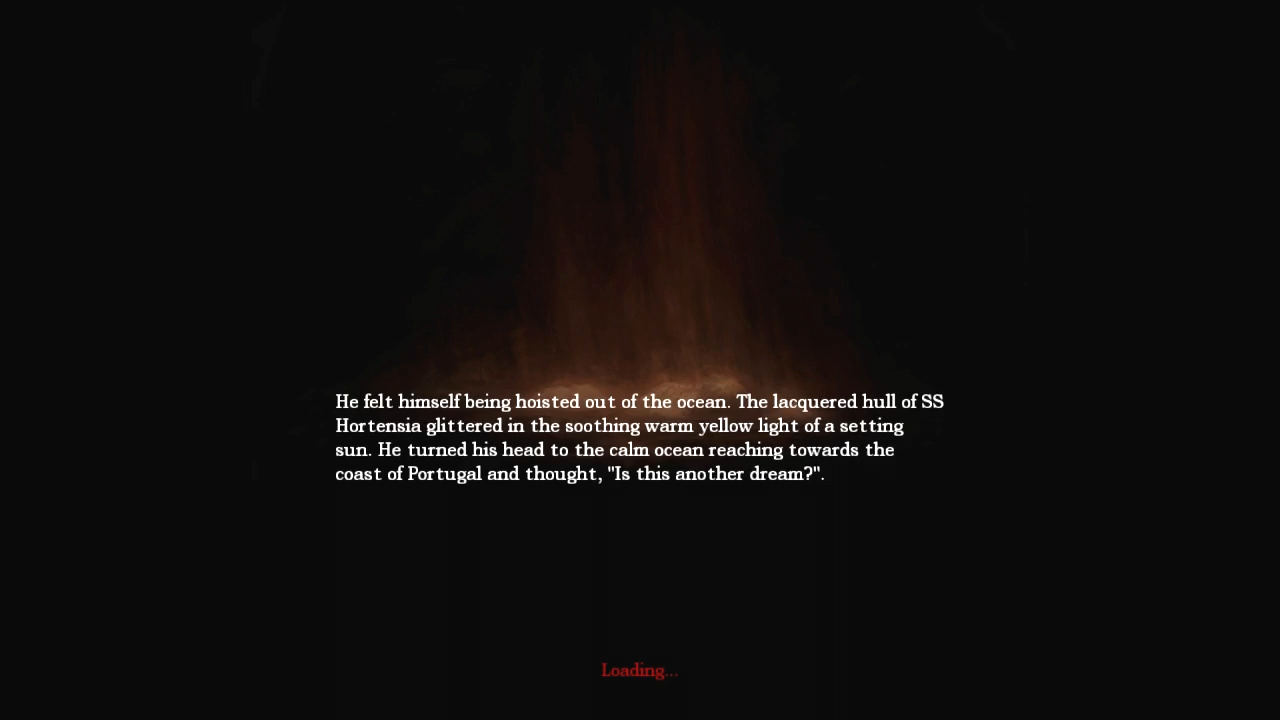 He felt himself being hoisted out of the ocean. The lacquered hull of SS
Hortensia glittered in the soothing warm yellow light of a setting
sun. He turned his head to the calm ocean reaching towards the
coast of Portugal and thought, "Is this another dream?".
Loading...